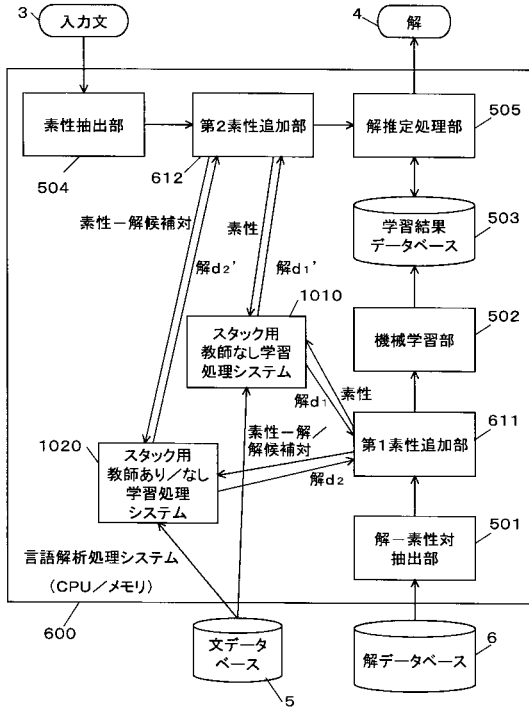 3
入力文
4
解
素性抽出部
504
第2素性追加部
612
解推定処理部
505
素性-解候補対
解d2'
素性
解d1'
学習結果
データベース
503
1010
スタック用
教師なし学習
処理システム
機械学習部
502
素性
解d1
素性-解／
解候補対
解d2
第1素性追加部
611
1020
スタック用
教師あり／なし
学習処理
システム
解-素性対
抽出部
501
言語解析処理システム
（CPU／メモリ）
600
文データ
ベース
5
解データベース
6